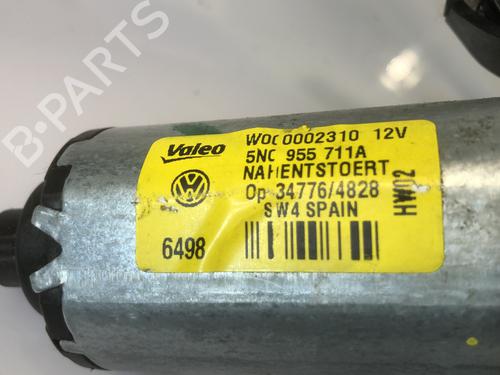 B-PARTS
Valeo
W000002310 12V
5N0 955 711A
NAHENTSTOERT
Op-34776/4828
SW4 SPAIN
HW02
6498